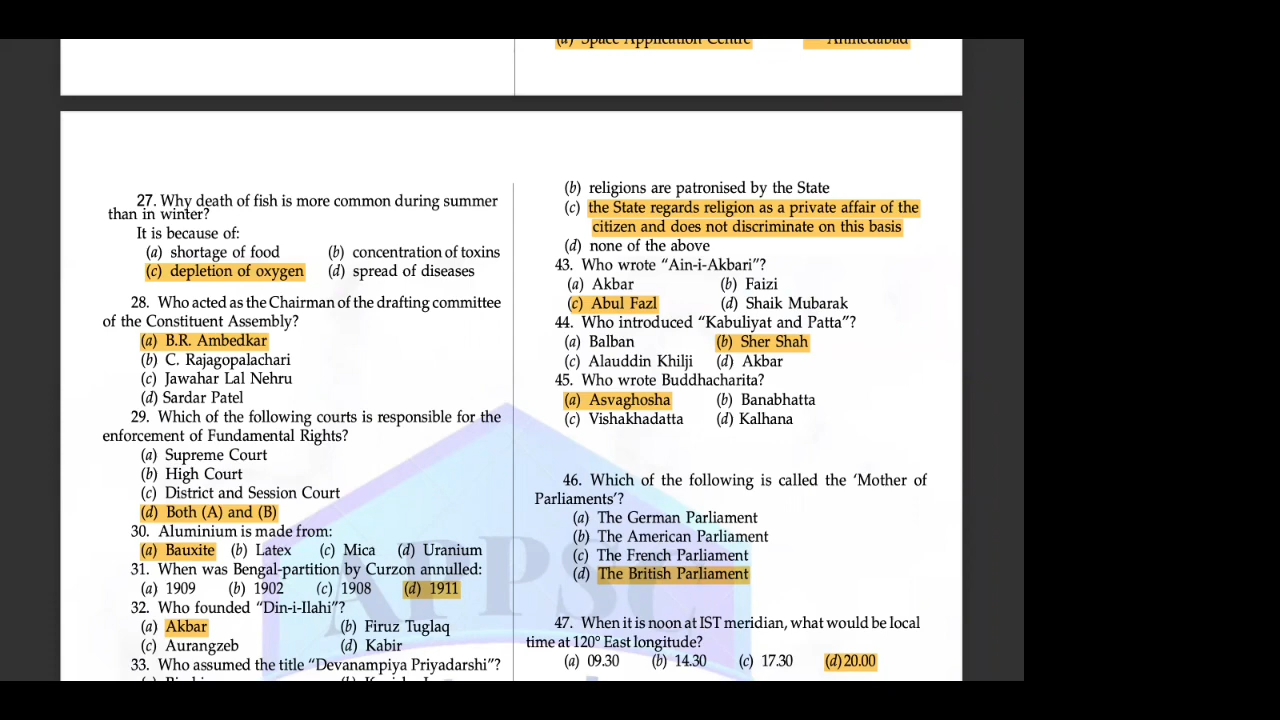 (a) Space Application Centre Ahmedabad
27. Why death of fish is more common during summer
than in winter?
It is because of:
(a) shortage of food (b) concentration of toxins
(c) depletion of oxygen (d) spread of diseases
28. Who acted as the Chairman of the drafting committee
of the Constituent Assembly?
(a) B.R. Ambedkar
(b) C. Rajagopalachari
(c) Jawahar Lal Nehru
(d) Sardar Patel
29. Which of the following courts is responsible for the
enforcement of Fundamental Rights?
(a) Supreme Court
(b) High Court
(c) District and Session Court
(d) Both (A) and (B)
30. Aluminium is made from:
(a) Bauxite (b) Latex (c) Mica (d) Uranium
31. When was Bengal-partition by Curzon annulled:
(a) 1909 (b) 1902 (c) 1908 (d) 1911
32. Who founded “Din-i-Ilahi”?
(a) Akbar (b) Firuz Tuglaq
(c) Aurangzeb (d) Kabir
33. Who assumed the title “Devanampiya Priyadarshi”?
(b) religions are patronised by the State
(c) the State regards religion as a private affair of the
citizen and does not discriminate on this basis
(d) none of the above
43. Who wrote “Ain-i-Akbari”?
(a) Akbar (b) Faizi
(c) Abul Fazl (d) Shaik Mubarak
44. Who introduced “Kabuliyat and Patta”?
(a) Balban (b) Sher Shah
(c) Alauddin Khilji (d) Akbar
45. Who wrote Buddhacharita?
(a) Asvaghosha (b) Banabhatta
(c) Vishakhadatta (d) Kalhana
46. Which of the following is called the ‘Mother of
Parliaments’?
(a) The German Parliament
(b) The American Parliament
(c) The French Parliament
(d) The British Parliament
47. When it is noon at IST meridian, what would be local
time at 120° East longitude?
(a) 09.30 (b) 14.30 (c) 17.30 (d) 20.00
APPSC